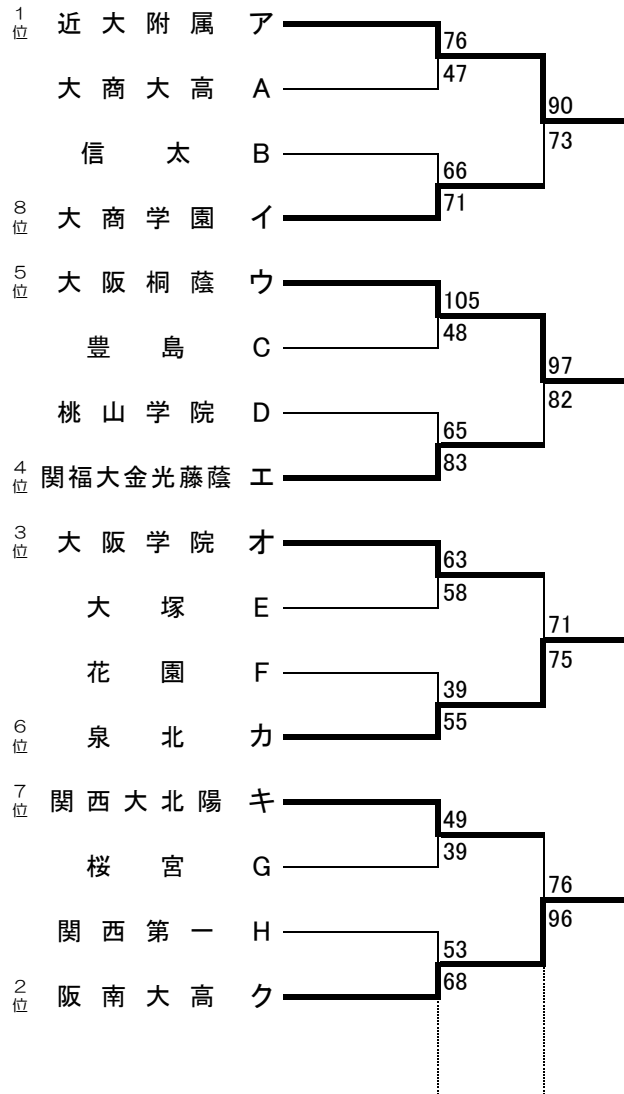 1位 近大附属 ア
76
大商大高 A
47
90
信太 B
73
66
8位 大商学園 イ
71
5位 大阪桐蔭 ウ
105
豊島 C
48
97
桃山学院 D
82
65
4位 関福大金光藤蔭 エ
83
3位 大阪学院 オ
63
大塚 E
58
71
花園 F
75
39
6位 泉北 カ
55
7位 関西大北陽 キ
49
桜宮 G
39
76
関西第一 H
96
53
2位 阪南大高 ク
68